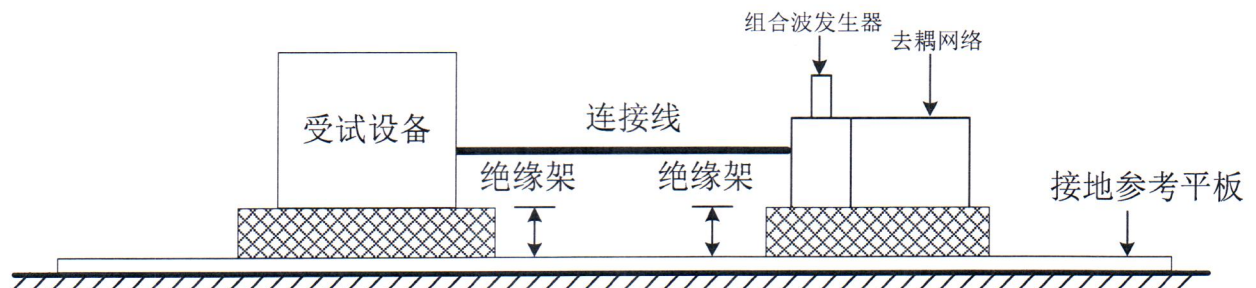 组合波发生器
去耦网络
受试设备
连接线
绝缘架
绝缘架
接地参考平板